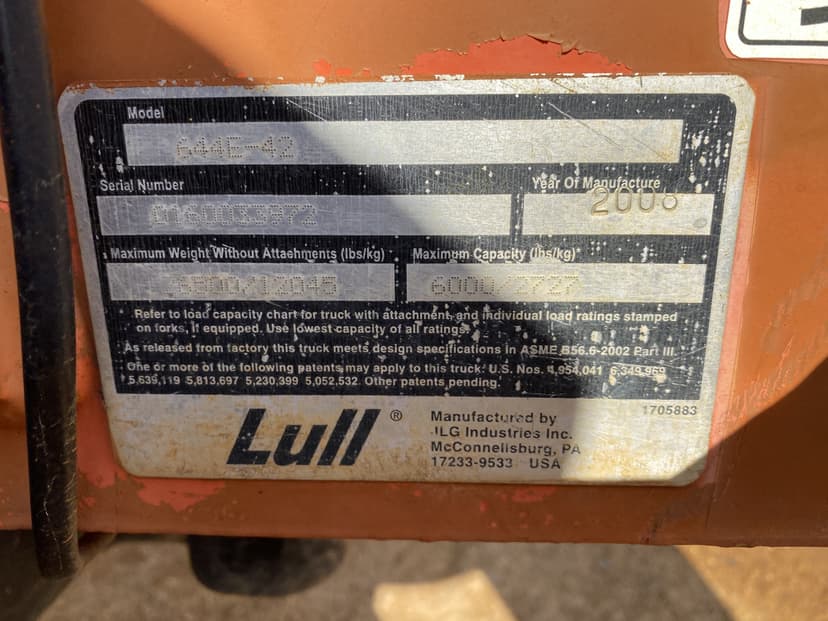 Model
644E-42
Serial Number
0160033972
Year Of Manufacture
2006
Maximum Weight Without Attaehments (lbs/kg)
Maximum Capacity (lbs/kg)
6000/2727
Refer to load capacity chart for truck with attachment, and individual load ratings stamped
on forks, if equipped. Use lowest capacity of all ratings.
As released from factory this truck meets design specifications in ASME B56.6-2002 Part III.
One or more of the following patents may apply to this truck: U.S. Nos. 4,954,041 6,349,969
5,639,119 5,813,697 5,230,399 5,052,532. Other patents pending.
1705883
Lull®
Manufactured by
JLG Industries Inc.
McConnellsburg, PA
17233-9533 USA